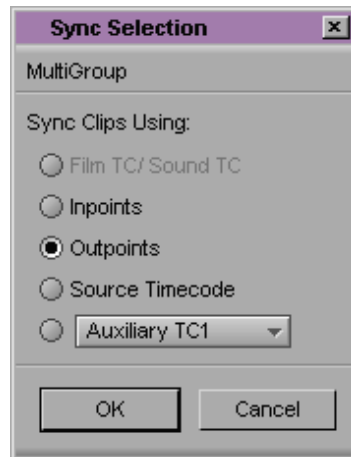 Sync Selection
MultiGroup
Sync Clips Using:
Film TC/ Sound TC
Inpoints
Outpoints
Source Timecode
Auxiliary TC1
OK Cancel